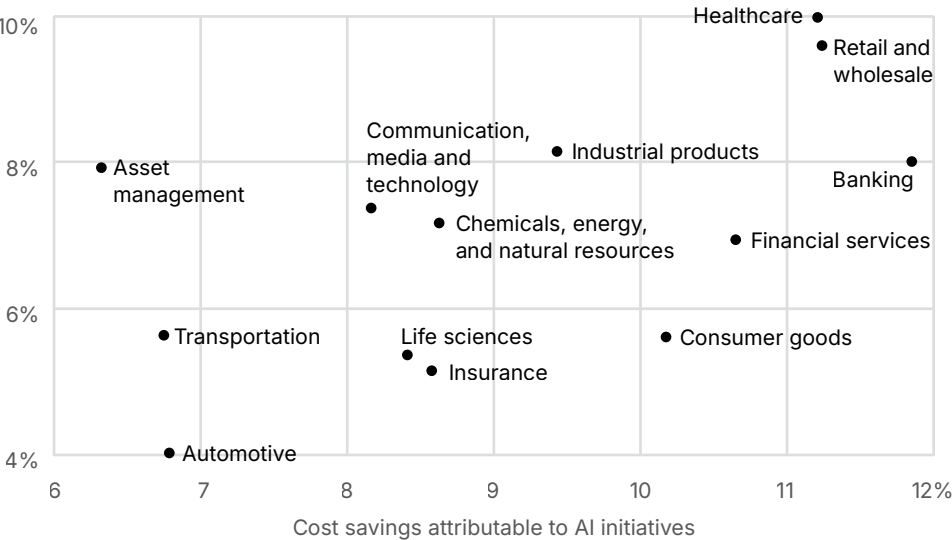 10%
Healthcare
Retail and
wholesale
Communication,
media and
technology
Industrial products
8%
Asset
management
Banking
Chemicals, energy,
and natural resources
Financial services
6%
Transportation
Life sciences
Consumer goods
Insurance
4%
Automotive
6 7 8 9 10 11 12%
Cost savings attributable to AI initiatives